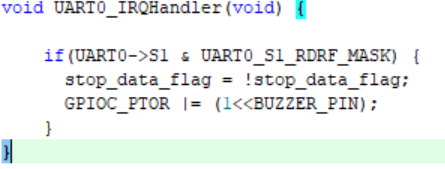 void UART0_IRQHandler(void) {
if(UART0->S1 & UART0_S1_RDRF_MASK) {
stop_data_flag = !stop_data_flag;
GPIOC_PTOR |= (1<<BUZZER_PIN);
}
}